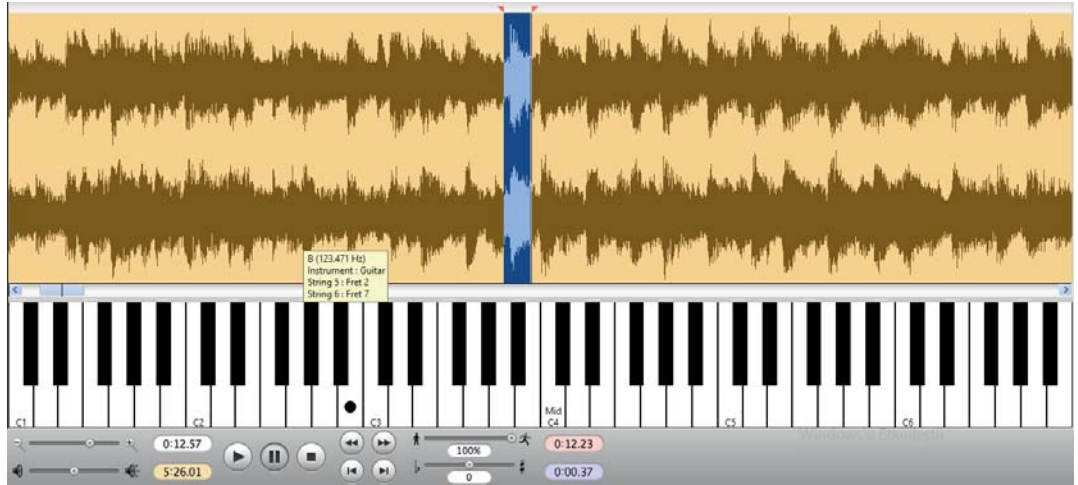 B (123.471 Hz)
Instrument : Guitar
String 5 : Fret 2
String 6 : Fret 7
Mid
C1 C2 C3 C4 C5 C6
0:12.57 100% 0:12.23
5:26.01 0 0:00.37